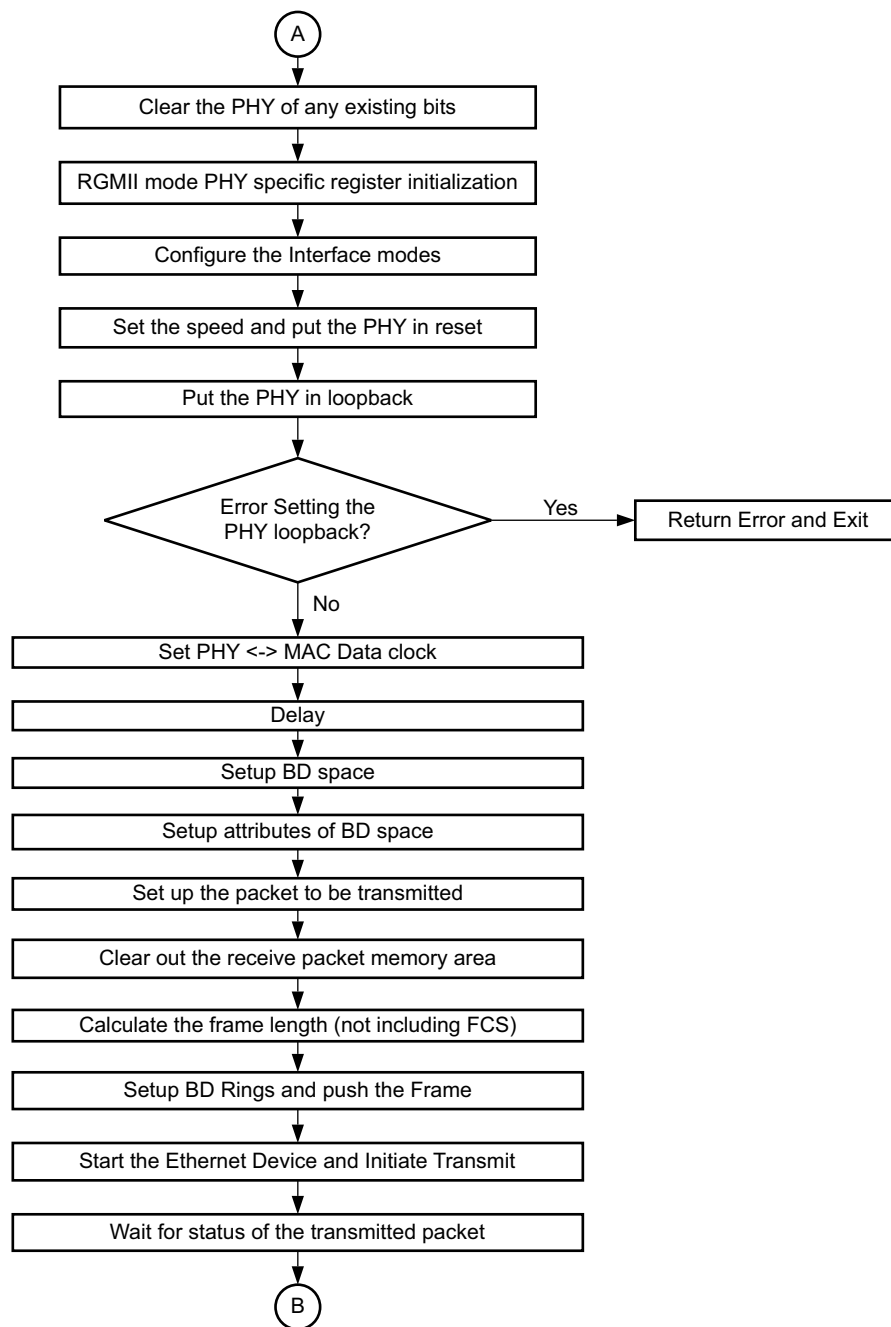 A
Clear the PHY of any existing bits
RGMII mode PHY specific register initialization
Configure the Interface modes
Set the speed and put the PHY in reset
Put the PHY in loopback
Error Setting the
PHY loopback?
Yes
Return Error and Exit
No
Set PHY <-> MAC Data clock
Delay
Setup BD space
Setup attributes of BD space
Set up the packet to be transmitted
Clear out the receive packet memory area
Calculate the frame length (not including FCS)
Setup BD Rings and push the Frame
Start the Ethernet Device and Initiate Transmit
Wait for status of the transmitted packet
B